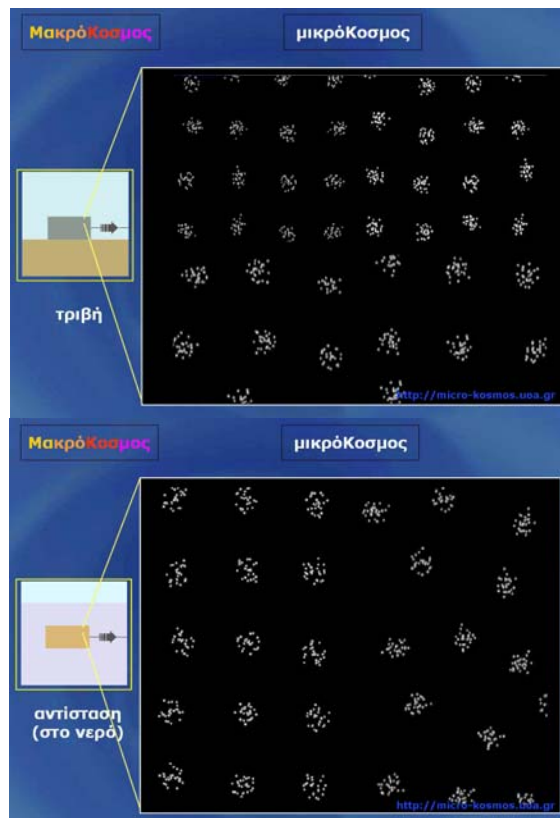 ΜακρόΚοσμος
μικρόΚοσμος
τριβή
http://micro-kosmos.uoa.gr
ΜακρόΚοσμος
μικρόΚοσμος
αντίσταση
(στο νερό)
http://micro-kosmos.uoa.gr